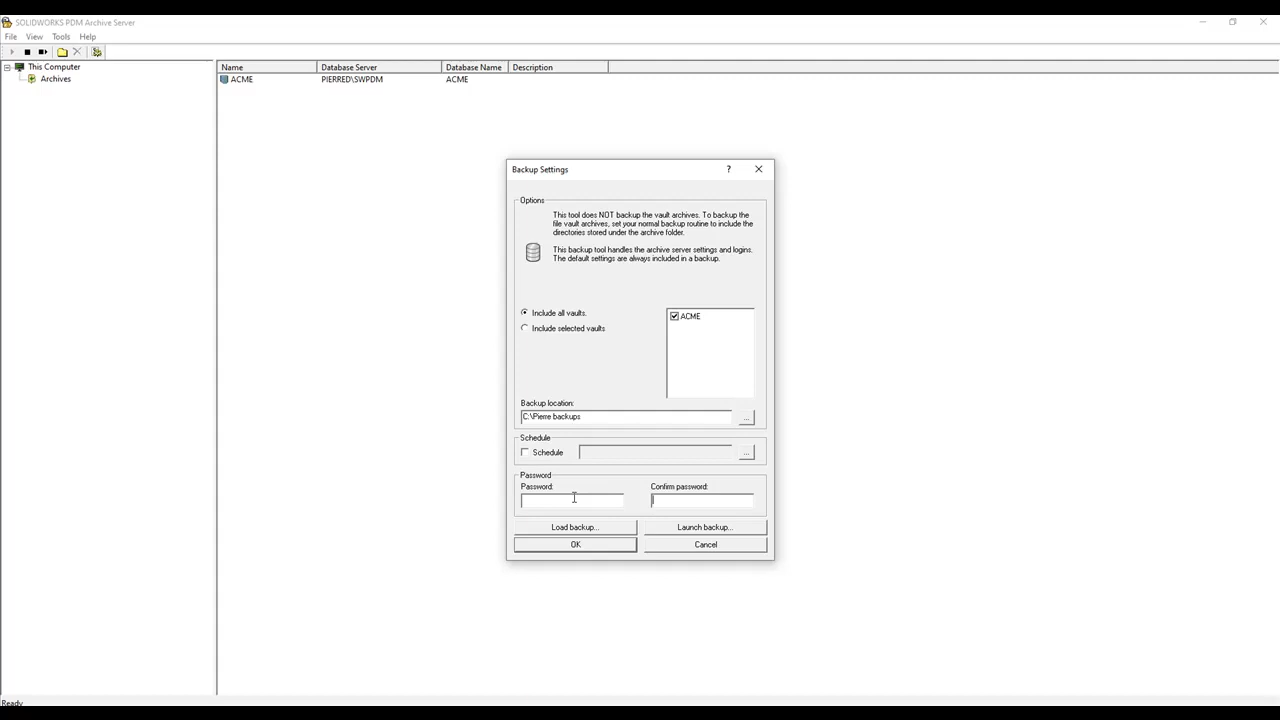 SOLIDWORKS PDM Archive Server
File View Tools Help
This Computer
Archives
Name Database Server Database Name Description
ACME PIERRED\SWPDM ACME
Backup Settings ?
Options
This tool does NOT backup the vault archives. To backup the
file vault archives, set your normal backup routine to include the
directories stored under the archive folder.
This backup tool handles the archive server settings and logins.
The default settings are always included in a backup.
Include all vaults.
ACME
Include selected vaults
Backup location:
C:\Pierre backups
...
Schedule
Schedule
...
Password
Password: Confirm password:
Load backup... Launch backup...
OK Cancel
Ready